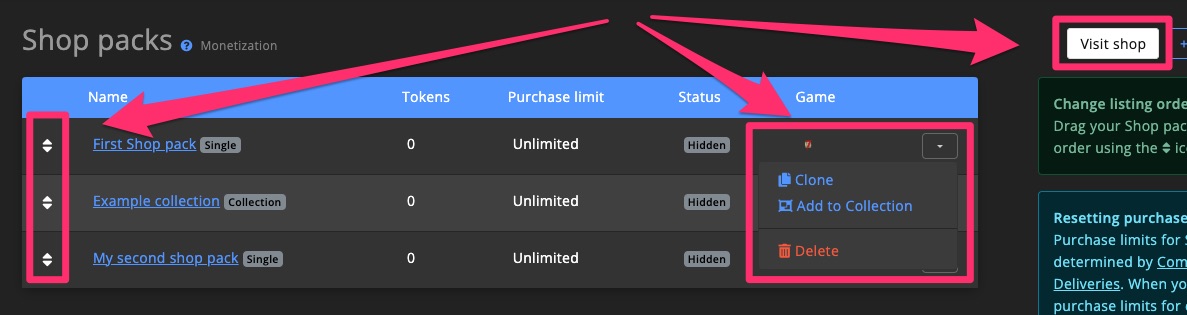 Shop packs ? Monetization
Visit shop +
Name Tokens Purchase limit Status Game
First Shop pack Single 0 Unlimited Hidden
Clone
Add to Collection
Delete
Example collection Collection 0 Unlimited Hidden
My second shop pack Single 0 Unlimited Hidden
Change listing orde
Drag your Shop pac
order using the ico
Resetting purchase
Purchase limits for S
determined by Com
Deliveries. When yo
purchase limits for